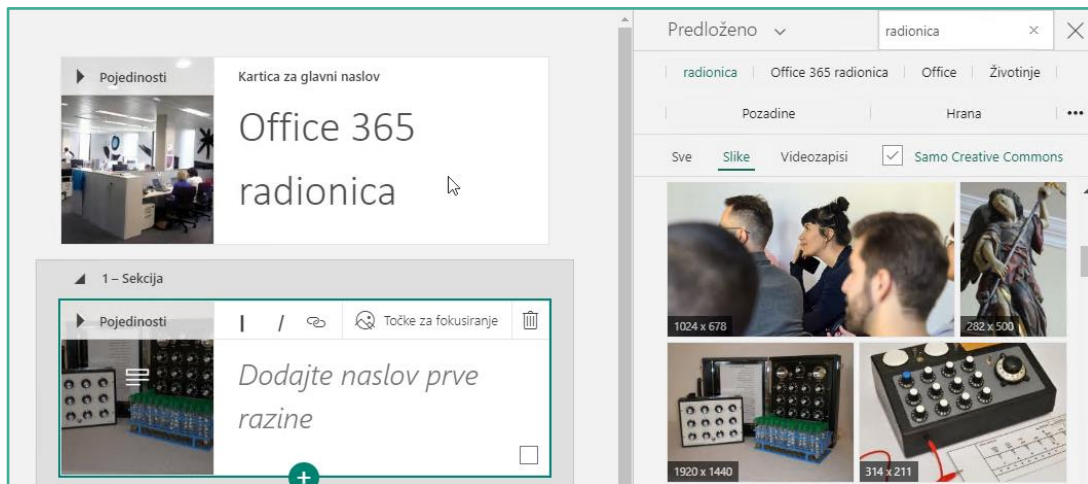 Pojedinosti
Kartica za glavni naslov
Office 365
radionica
1 – Sekcija
Pojedinosti
I / Točke za fokusiranje
Dodajte naslov prve
razine
Predloženo
radionica
radionica Office 365 radionica Office Životinje
Pozadine Hrana
Sve Slike Videozapisi Samo Creative Commons
1024 x 678
282 x 500
1920 x 1440
314 x 211